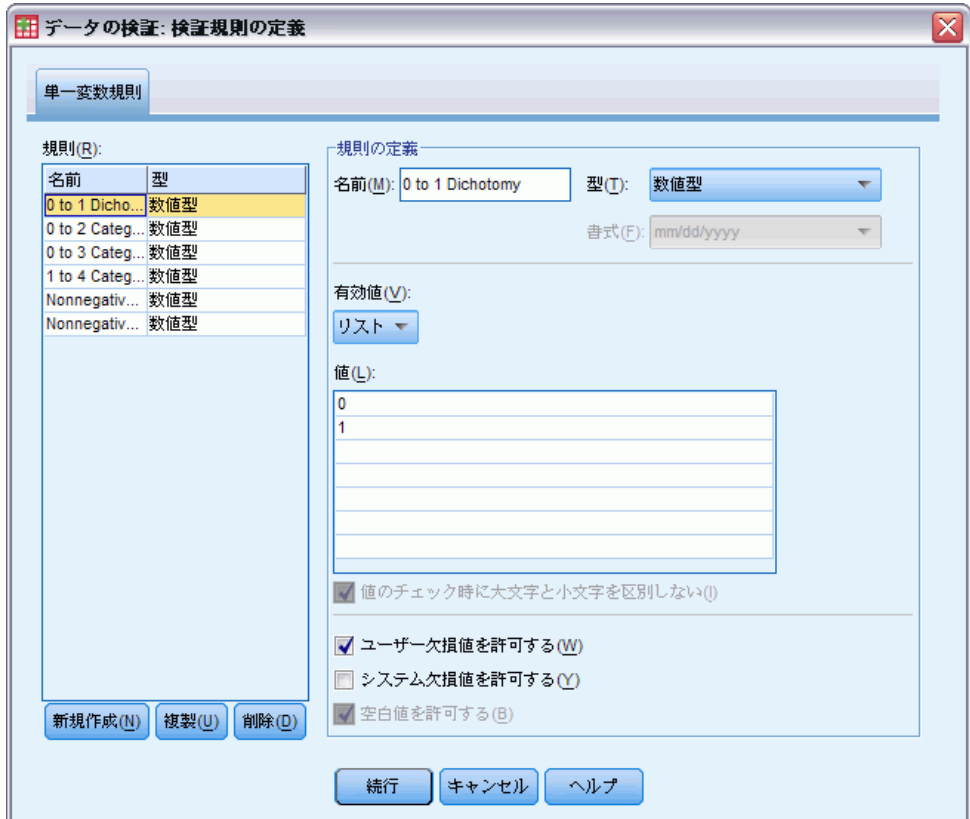 データの検証: 検証規則の定義
単一変数規則
規則(R):
名前 型
0 to 1 Dicho... 数値型
0 to 2 Categ... 数値型
0 to 3 Categ... 数値型
1 to 4 Categ... 数値型
Nonnegativ... 数値型
Nonnegativ... 数値型
新規作成(N) 複製(U) 削除(D)
規則の定義
名前(M): 0 to 1 Dichotomy 型(T): 数値型
書式(F): mm/dd/yyyy
有効値(V):
リスト
値(L):
0
1
値のチェック時に大文字と小文字を区別しない(I)
ユーザー欠損値を許可する(W)
システム欠損値を許可する(Y)
空白値を許可する(B)
続行 キャンセル ヘルプ